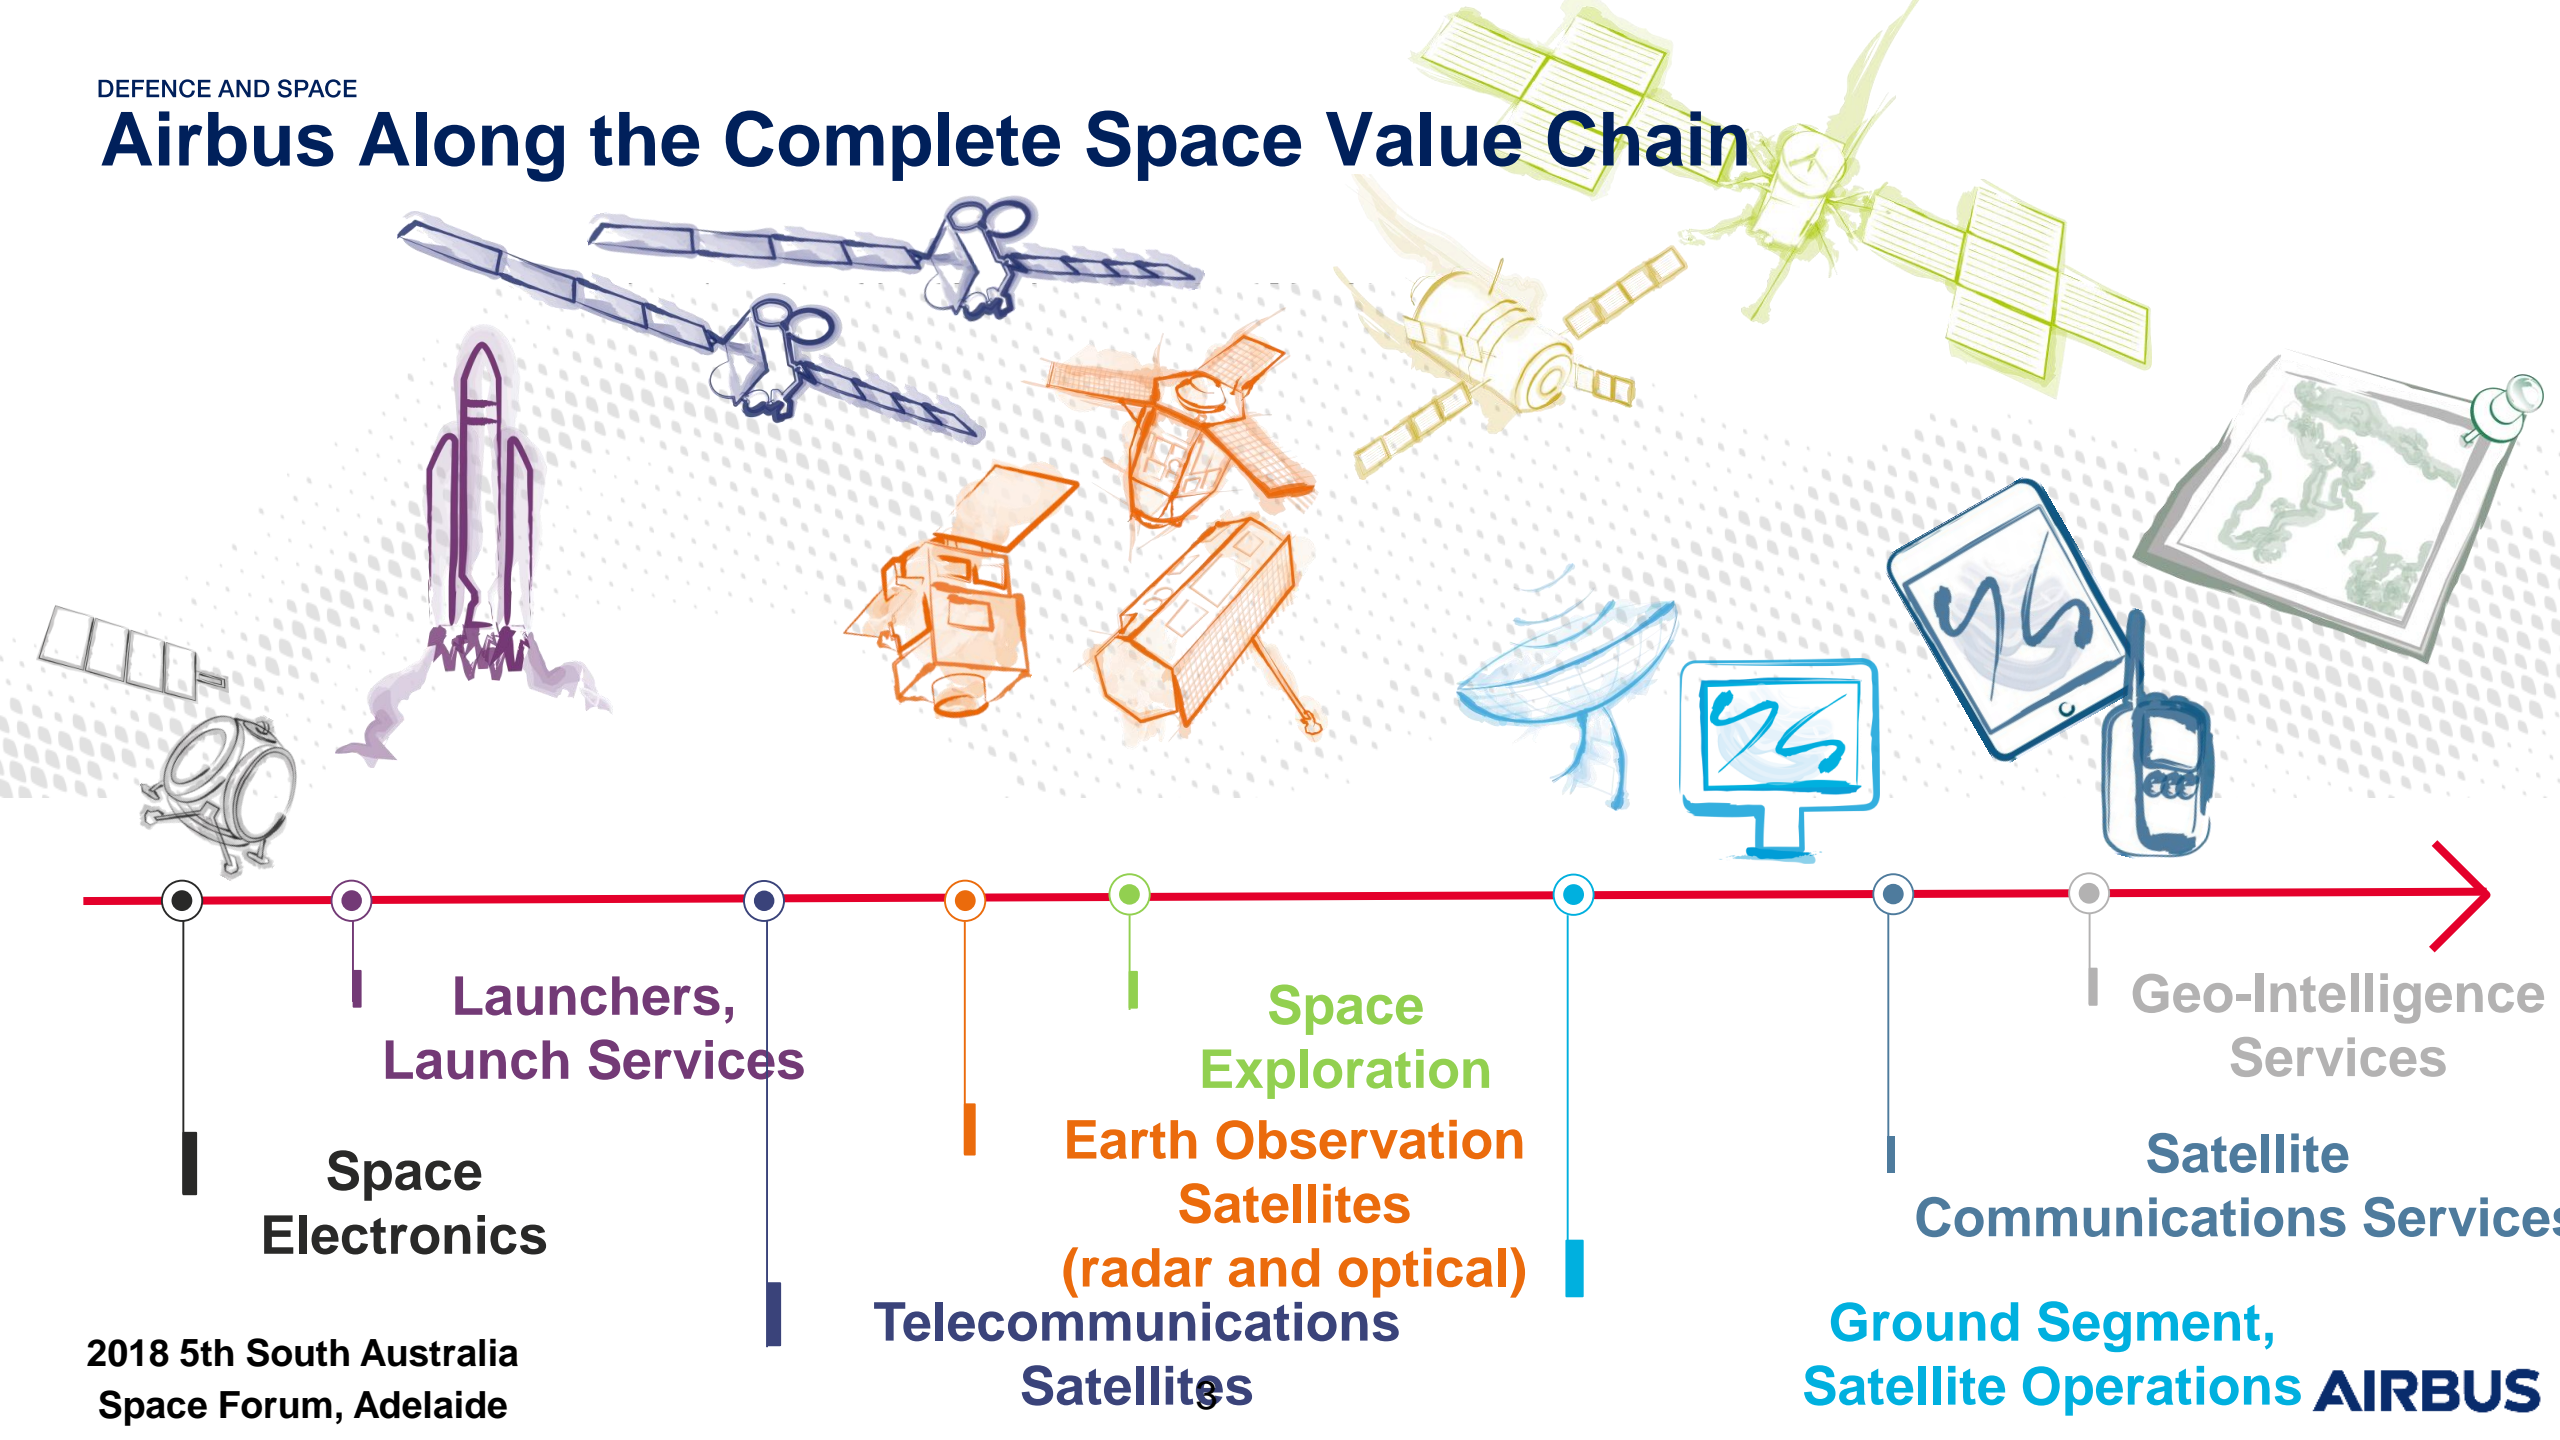 DEFENCE AND SPACE
Airbus Along the Complete Space Value Chain
Launchers,
Launch Services
Space
Exploration
Geo-Intelligence
Services
Space
Electronics
Earth Observation
Satellites
(radar and optical)
Satellite
Communications Services
Telecommunications
Satellites
Ground Segment,
Satellite Operations
2018 5th South Australia
Space Forum, Adelaide
3
AIRBUS